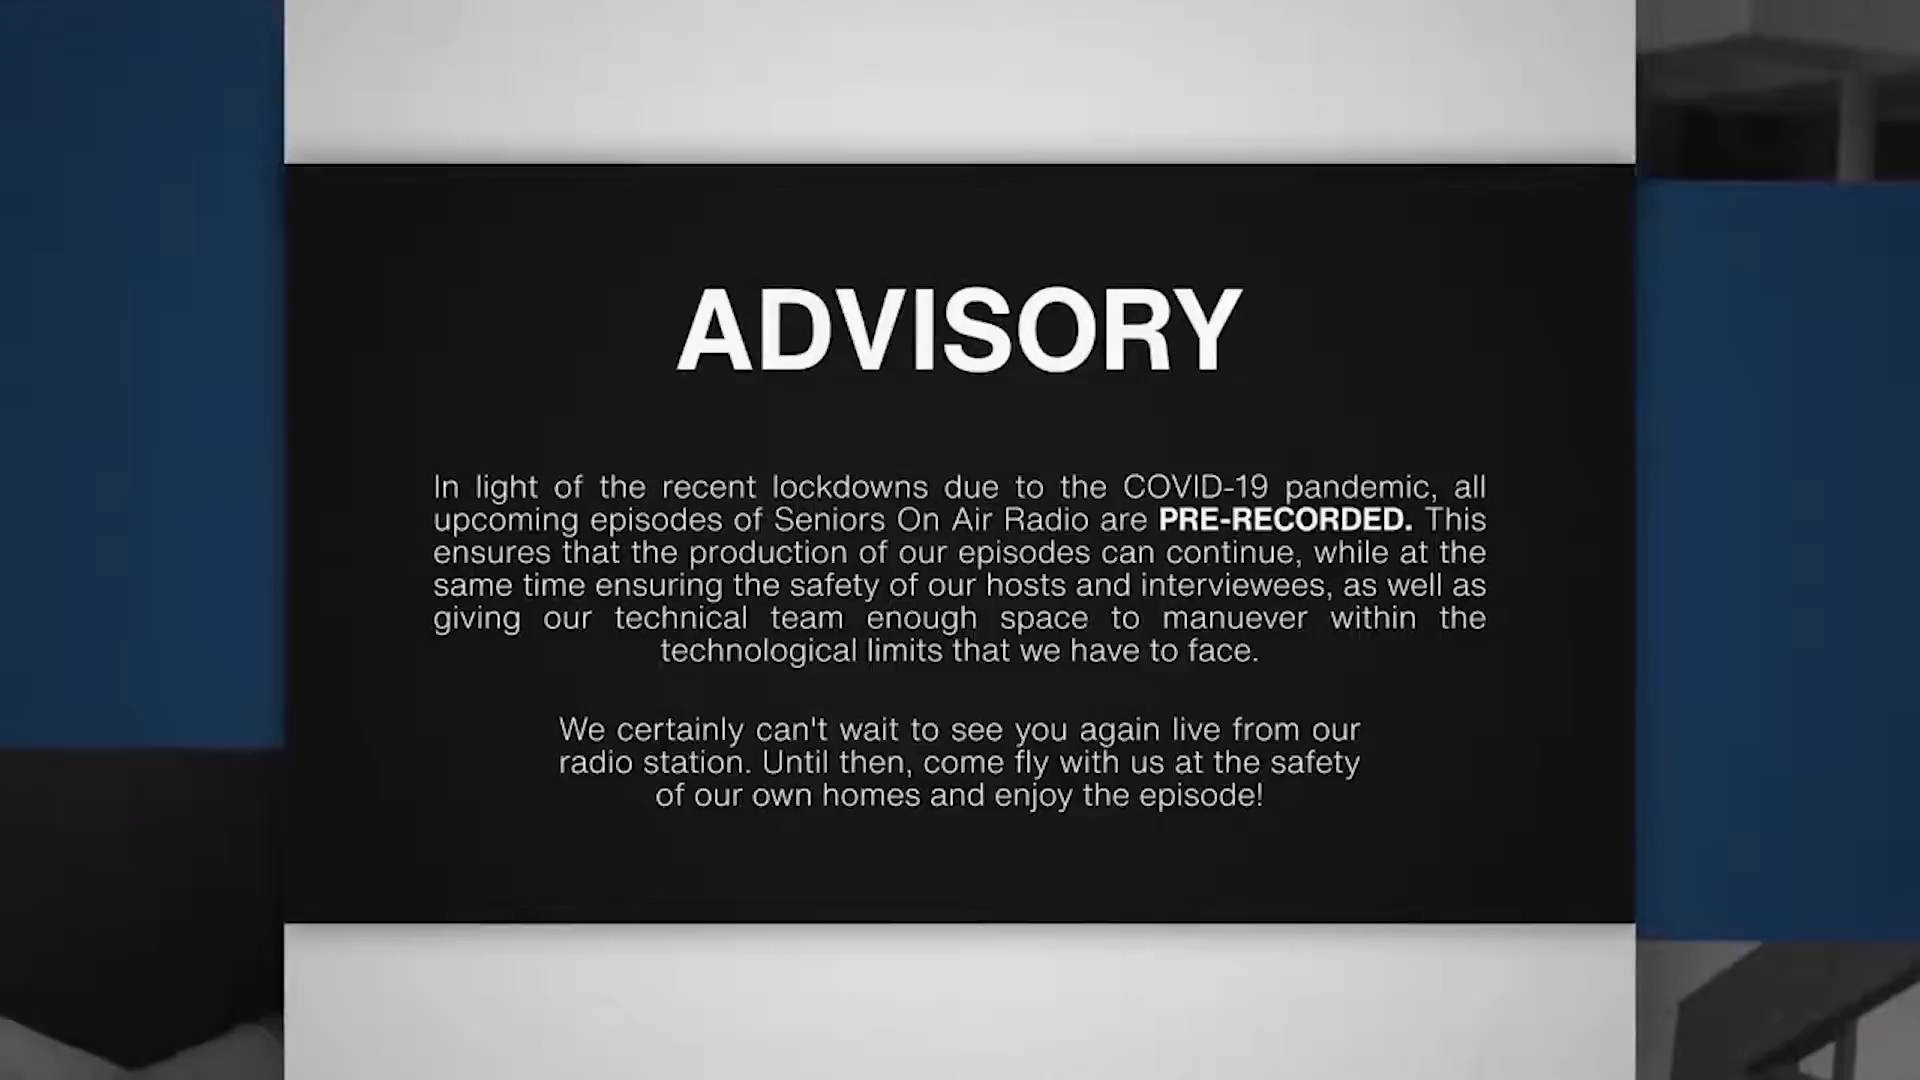 ADVISORY
In light of the recent lockdowns due to the COVID-19 pandemic, all
upcoming episodes of Seniors On Air Radio are PRE-RECORDED. This
ensures that the production of our episodes can continue, while at the
same time ensuring the safety of our hosts and interviewees, as well as
giving our technical team enough space to manuever within the
technological limits that we have to face.
We certainly can't wait to see you again live from our
radio station. Until then, come fly with us at the safety
of our own homes and enjoy the episode!